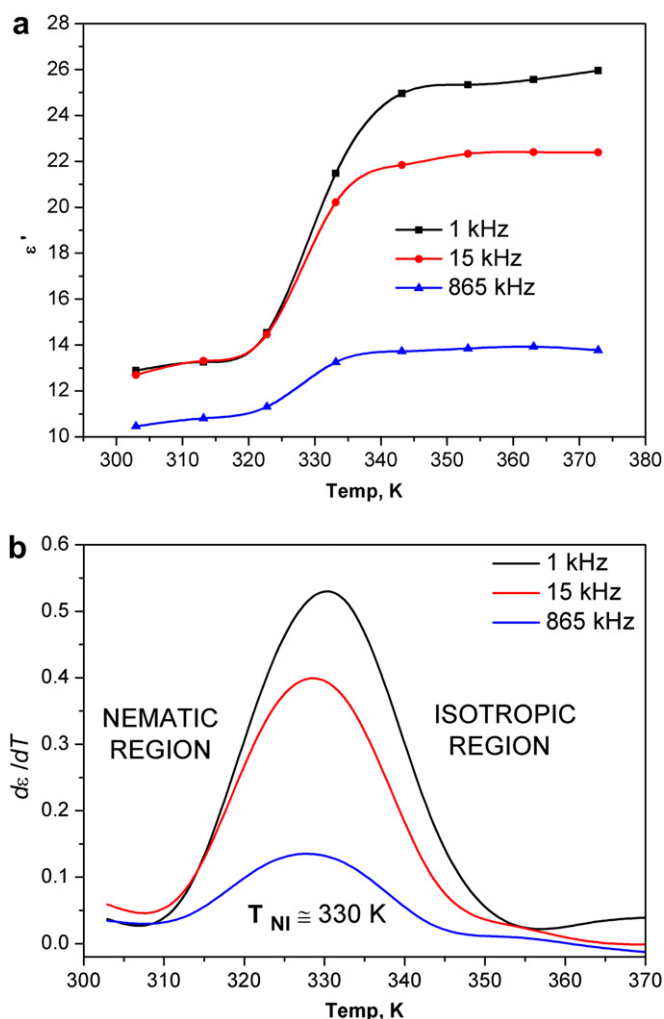 a
28
26
24
22
20
18
16
14
12
10
ε '
1 kHz
15 kHz
865 kHz
300 310 320 330 340 350 360 370 380
Temp, K
b
0.6
0.5
0.4
0.3
0.2
0.1
0.0
dε /dT
1 kHz
15 kHz
865 kHz
NEMATIC
REGION
ISOTROPIC
REGION
T NI ≅ 330 K
300 310 320 330 340 350 360 370
Temp, K